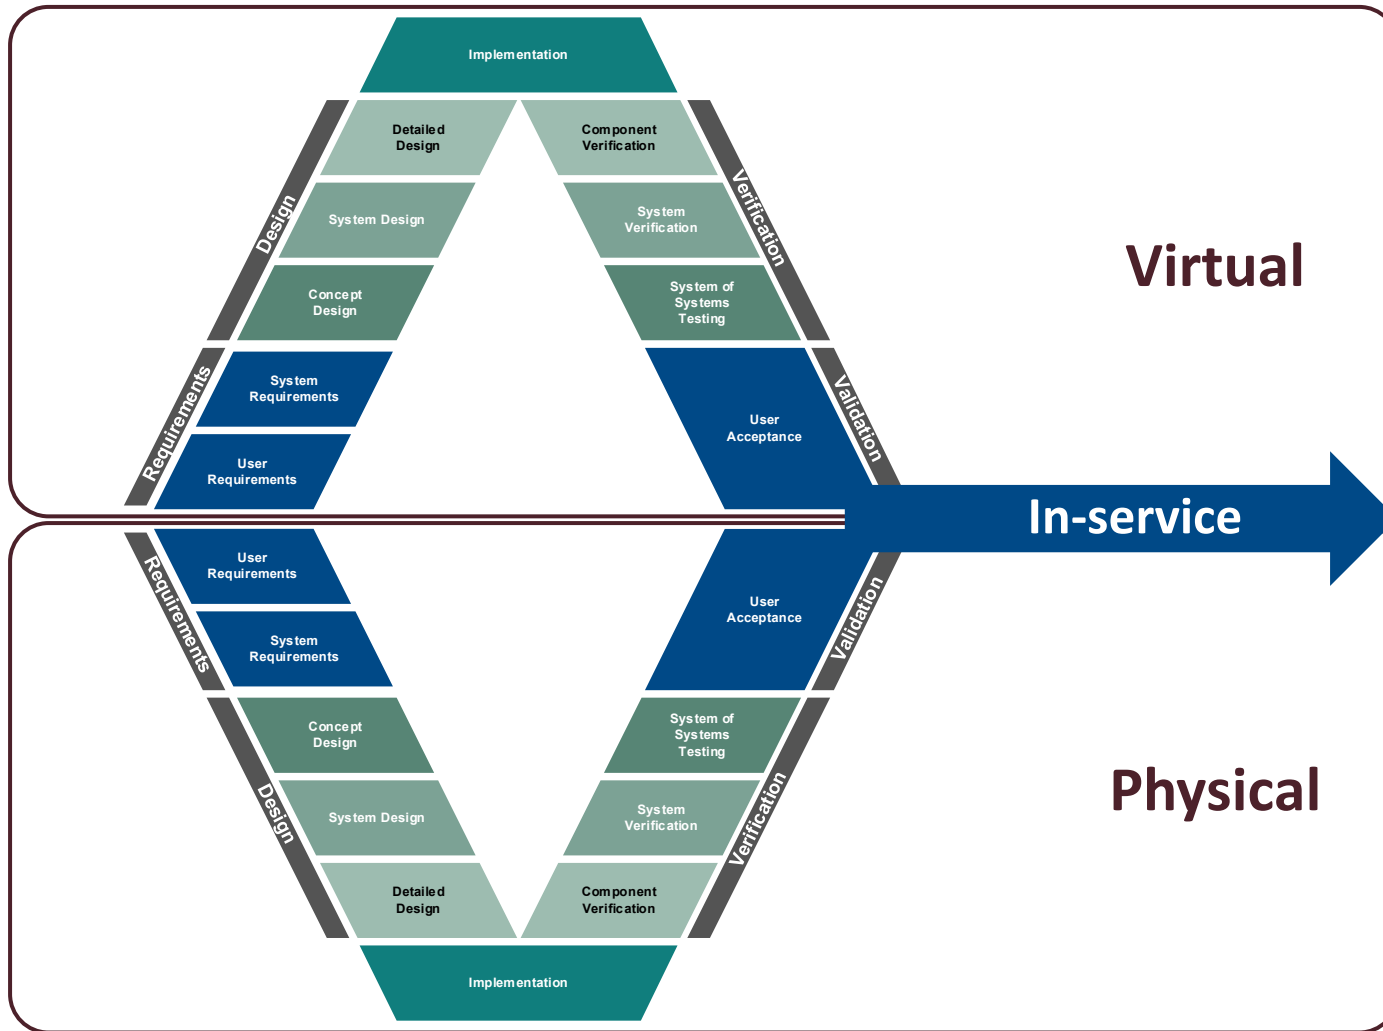 Implementation
Detailed
Design
Component
Verification
System Design
System
Verification
Concept
Design
System of
Systems
Testing
System
Requirements
User
Requirements
User
Acceptance
Design
Requirements
Verification
Validation
Virtual
In-service
User
Requirements
System
Requirements
User
Acceptance
Concept
Design
System of
Systems
Testing
System Design
System
Verification
Detailed
Design
Component
Verification
Implementation
Requirements
Design
Validation
Verification
Physical